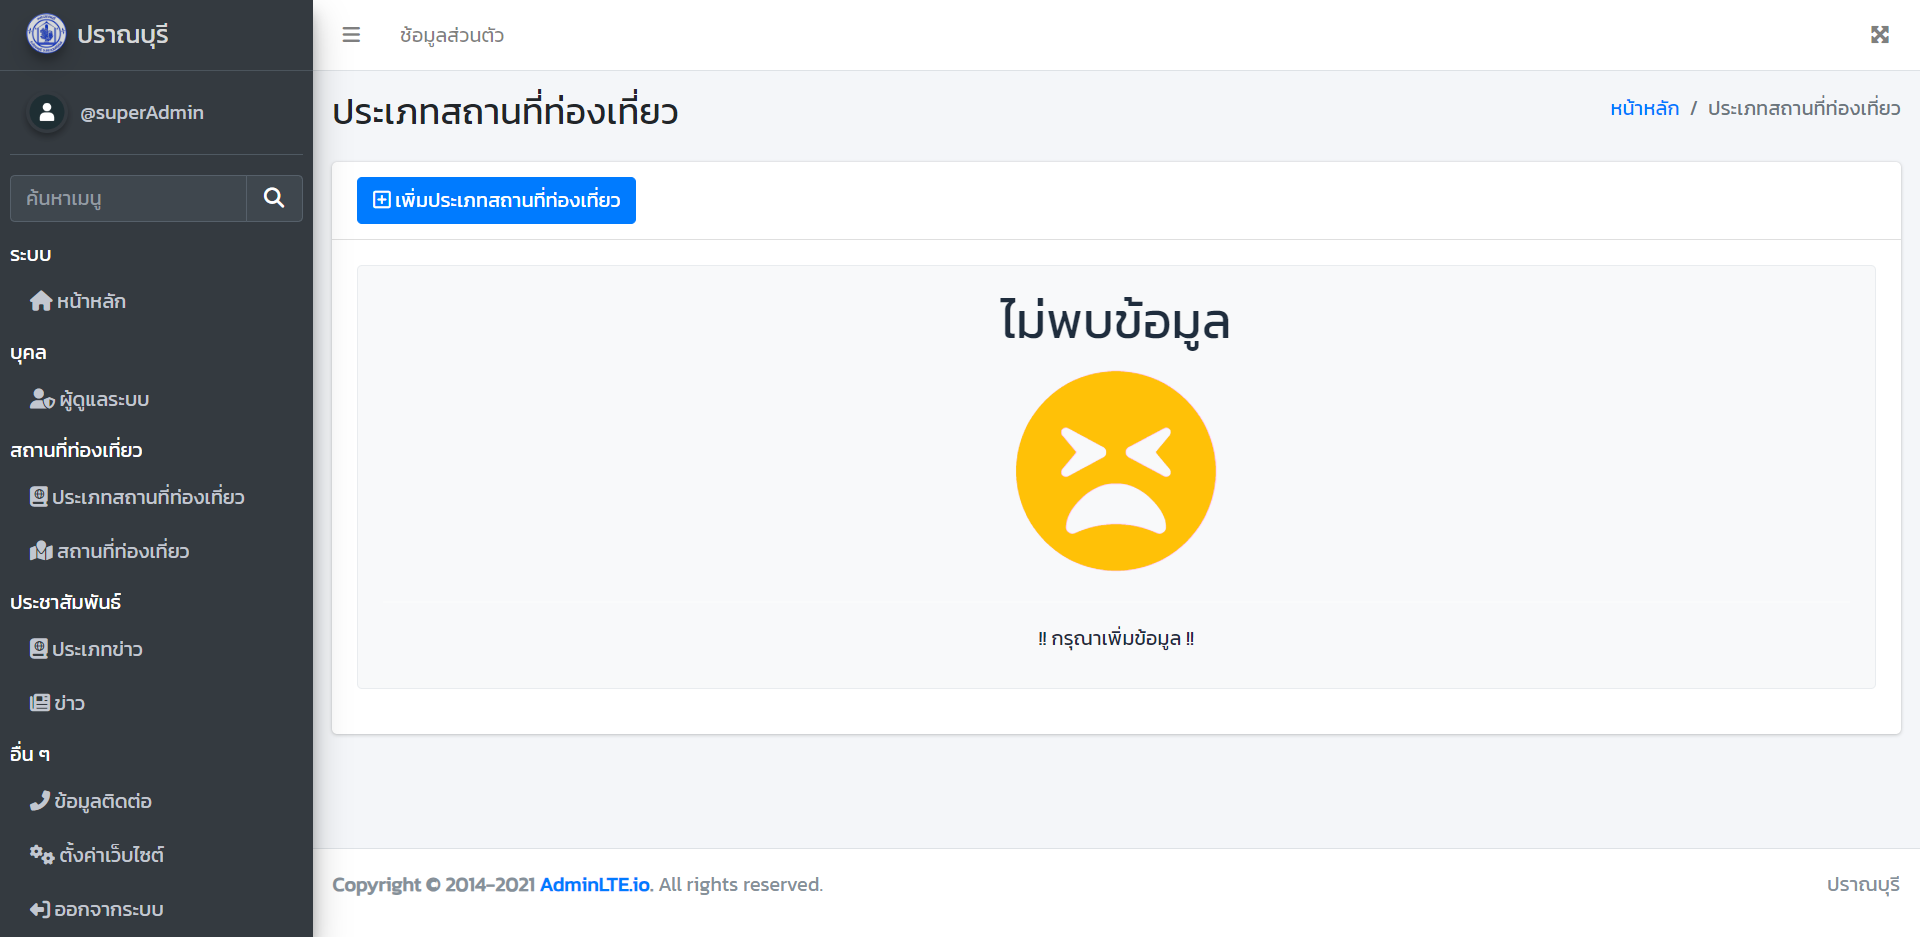 ปราณบุรี
@superAdmin
ค้นหาเมนู
ระบบ
หน้าหลัก
บุคล
ผู้ดูแลระบบ
สถานที่ท่องเที่ยว
ประเภทสถานที่ท่องเที่ยว
สถานที่ท่องเที่ยว
ประชาสัมพันธ์
ประเภทข่าว
ข่าว
อื่น ๆ
ข้อมูลติดต่อ
ตั้งค่าเว็บไซต์
ออกจากระบบ
ช้อมูลส่วนตัว
ประเภทสถานที่ท่องเที่ยว
หน้าหลัก / ประเภทสถานที่ท่องเที่ยว
เพิ่มประเภทสถานที่ท่องเที่ยว
ไม่พบข้อมูล
!! กรุณาเพิ่มข้อมูล !!
Copyright © 2014-2021 AdminLTE.io. All rights reserved.
ปราณบุรี